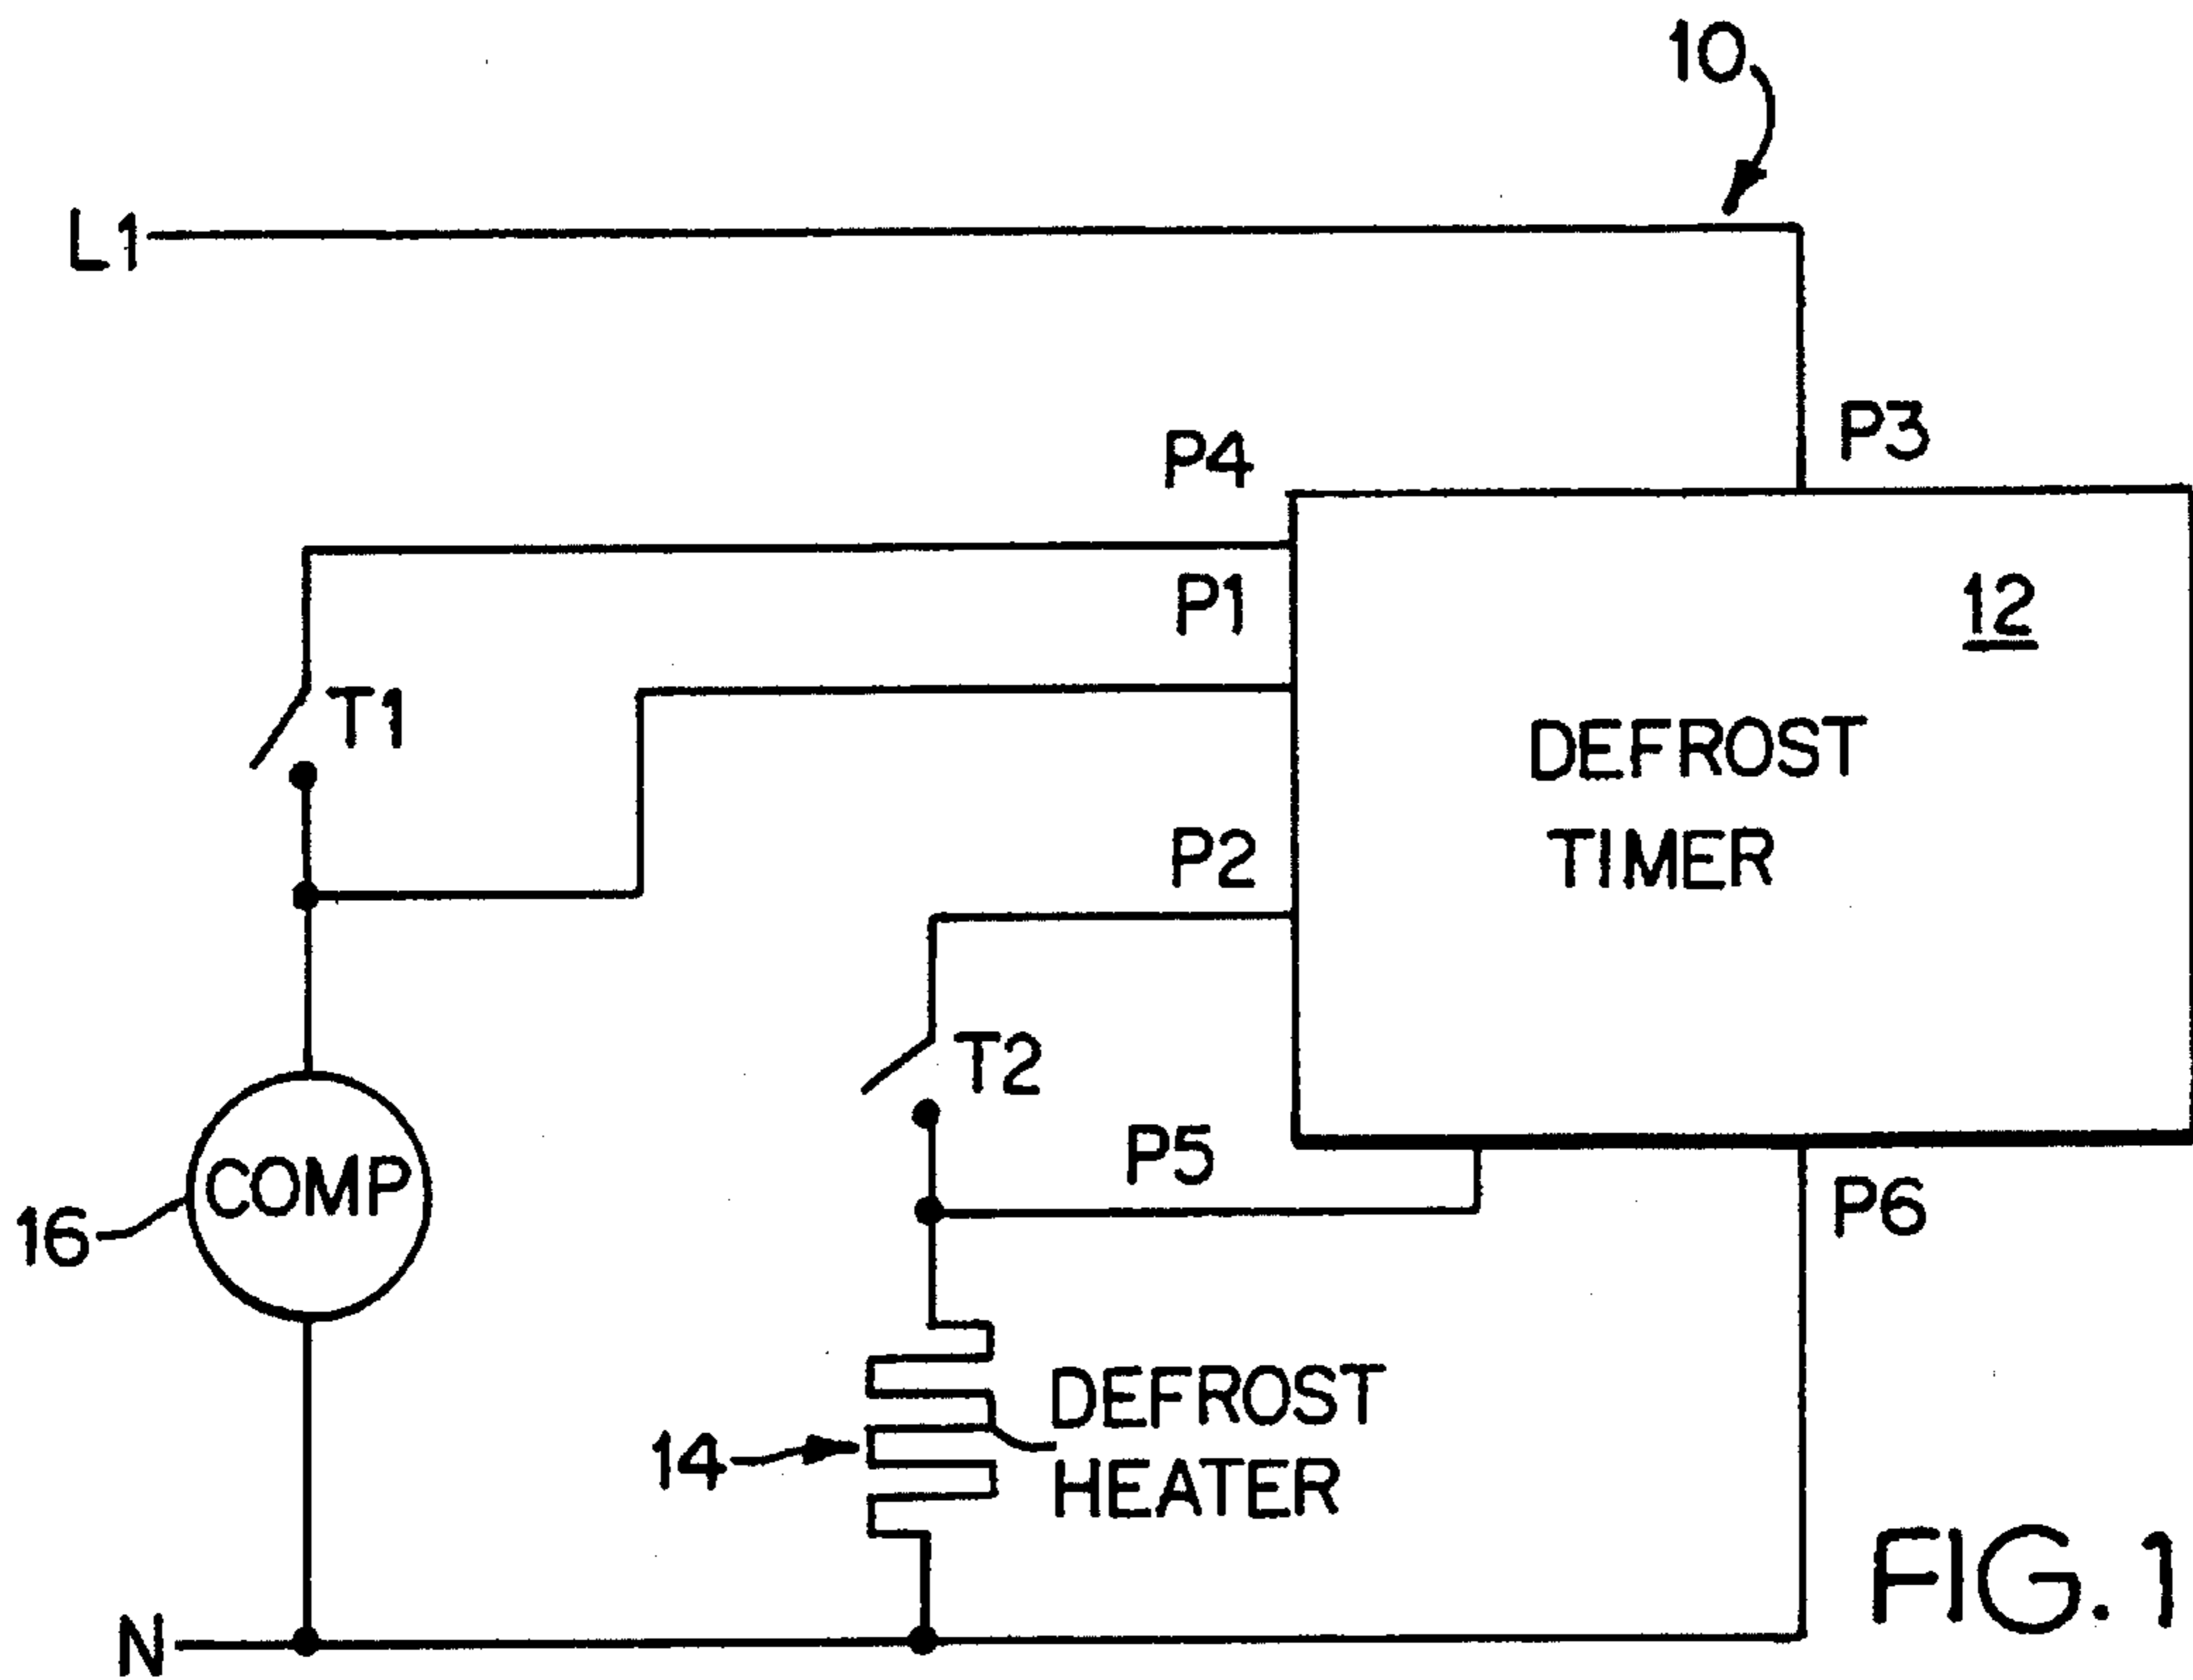 10
L1
P3
P4
P1
12
T1
DEFROST
TIMER
P2
T2
P5
COMP
16
P6
DEFROST
HEATER
14
FIG. 1
N